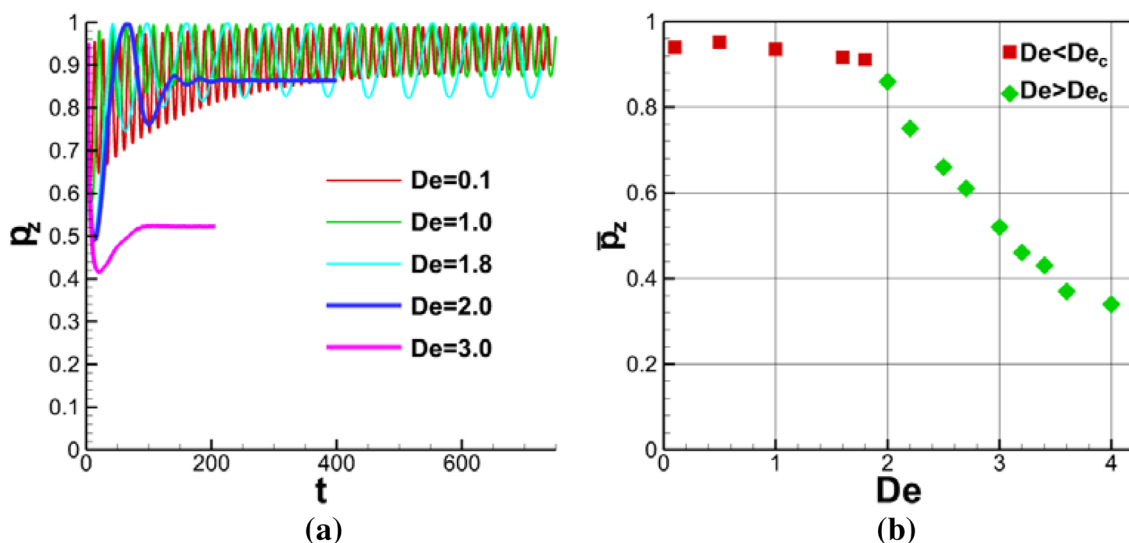 1
0.9
0.8
0.7
0.6
0.5
0.4
0.3
0.2
0.1
0
p_z
De=0.1
De=1.0
De=1.8
De=2.0
De=3.0
0 200 400 600
t
(a)
1
0.8
0.6
0.4
0.2
0
p̅_z
De<De_c
De>De_c
0 1 2 3 4
De
(b)